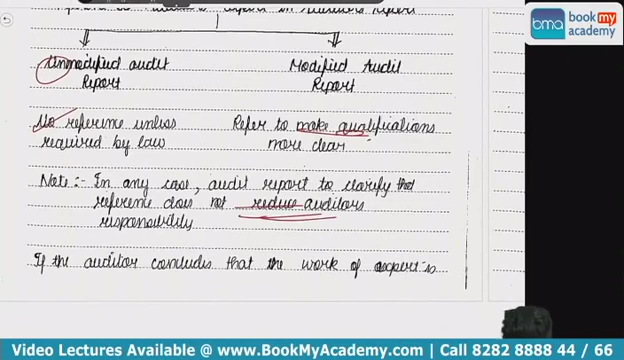 in Auditors Report
book my
academy
bma
Unmodified audit
Report
Modified Audit
Report
No reference unless
required by law
Refer to make qualifications
more clear
Note :- In any case, audit report to clarify that
reference does not reduce auditors
responsibility
If the auditor concludes that the work of expert is
Video Lectures Available @ www.BookMyAcademy.com | Call 8282 8888 44 / 66